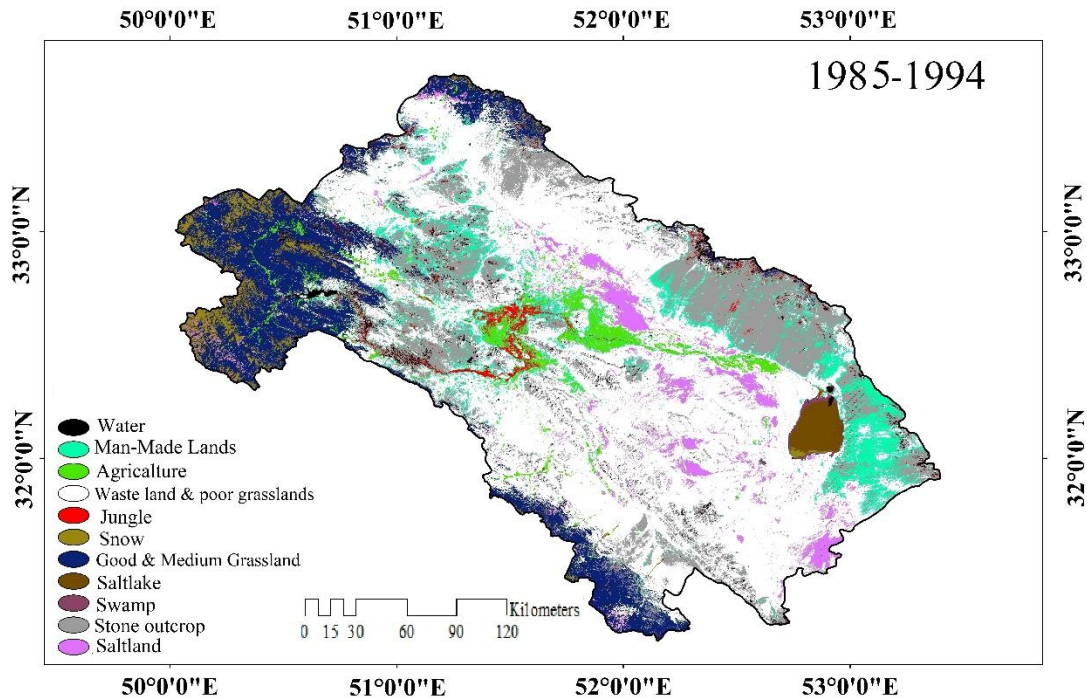 50°0'0"E 51°0'0"E 52°0'0"E 53°0'0"E
1985-1994
33°0'0"N
33°0'0"N
32°0'0"N
32°0'0"N
Water
Man-Made Lands
Agricalture
Waste land & poor grasslands
Jungle
Snow
Good & Medium Grassland
Saltlake
Swamp
Stone outcrop
Saltland
Kilometers
0 15 30 60 90 120
50°0'0"E 51°0'0"E 52°0'0"E 53°0'0"E